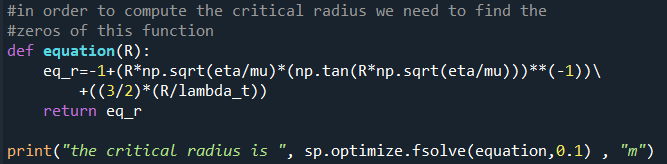 #in order to compute the critical radius we need to find the
#zeros of this function
def equation(R):
    eq_r=-1+(R*np.sqrt(eta/mu)*(np.tan(R*np.sqrt(eta/mu)))**(-1))\
        +((3/2)*(R/lambda_t))
    return eq_r

print("the critical radius is ", sp.optimize.fsolve(equation,0.1) , "m")